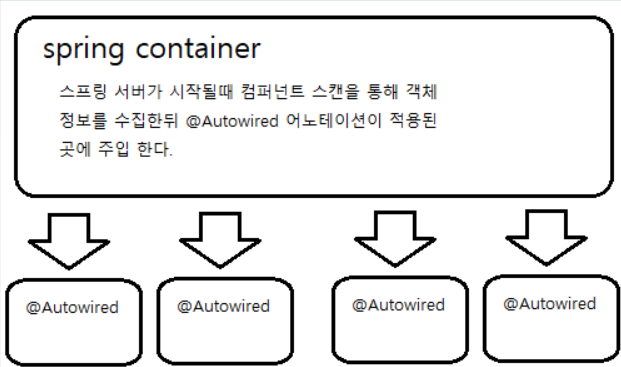 spring container
스프링 서버가 시작될때 컴퍼넌트 스캔을 통해 객체
정보를 수집한뒤 @Autowired 어노테이션이 적용된
곳에 주입 한다.
@Autowired
@Autowired
@Autowired
@Autowired